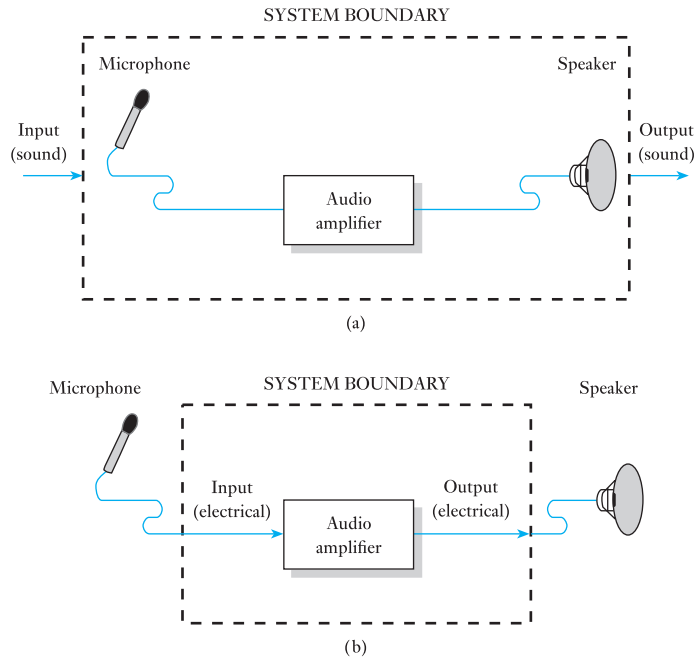 SYSTEM BOUNDARY
Microphone
Speaker
Input
(sound)
Output
(sound)
Audio
amplifier
(a)
SYSTEM BOUNDARY
Microphone
Speaker
Input
(electrical)
Output
(electrical)
Audio
amplifier
(b)